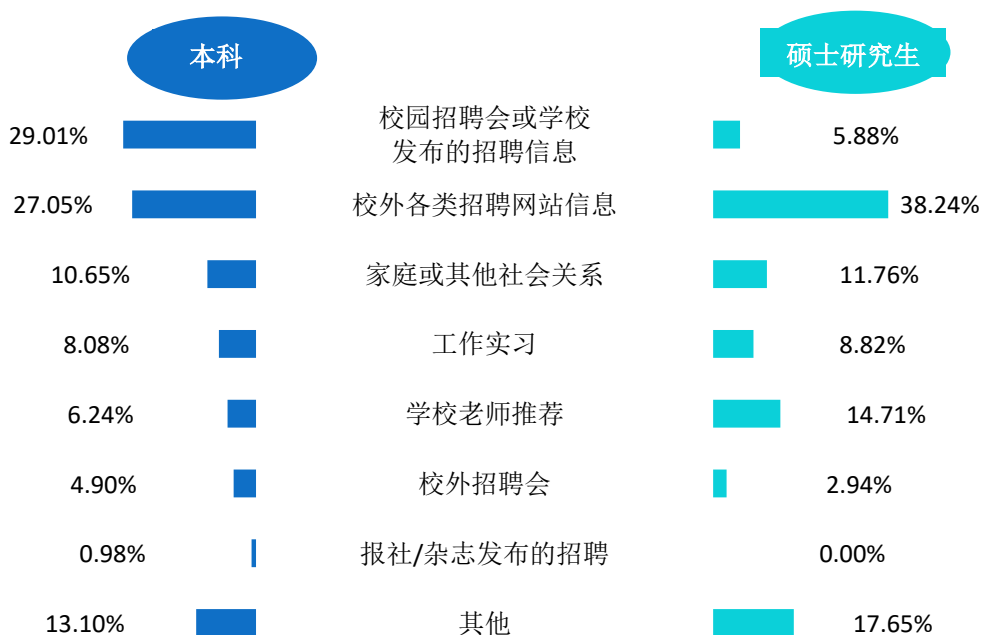 本科 硕士研究生
29.01% 校园招聘会或学校 5.88%
发布的招聘信息
27.05% 校外各类招聘网站信息 38.24%
10.65% 家庭或其他社会关系 11.76%
8.08% 工作实习 8.82%
6.24% 学校老师推荐 14.71%
4.90% 校外招聘会 2.94%
0.98% 报社/杂志发布的招聘 0.00%
13.10% 其他 17.65%